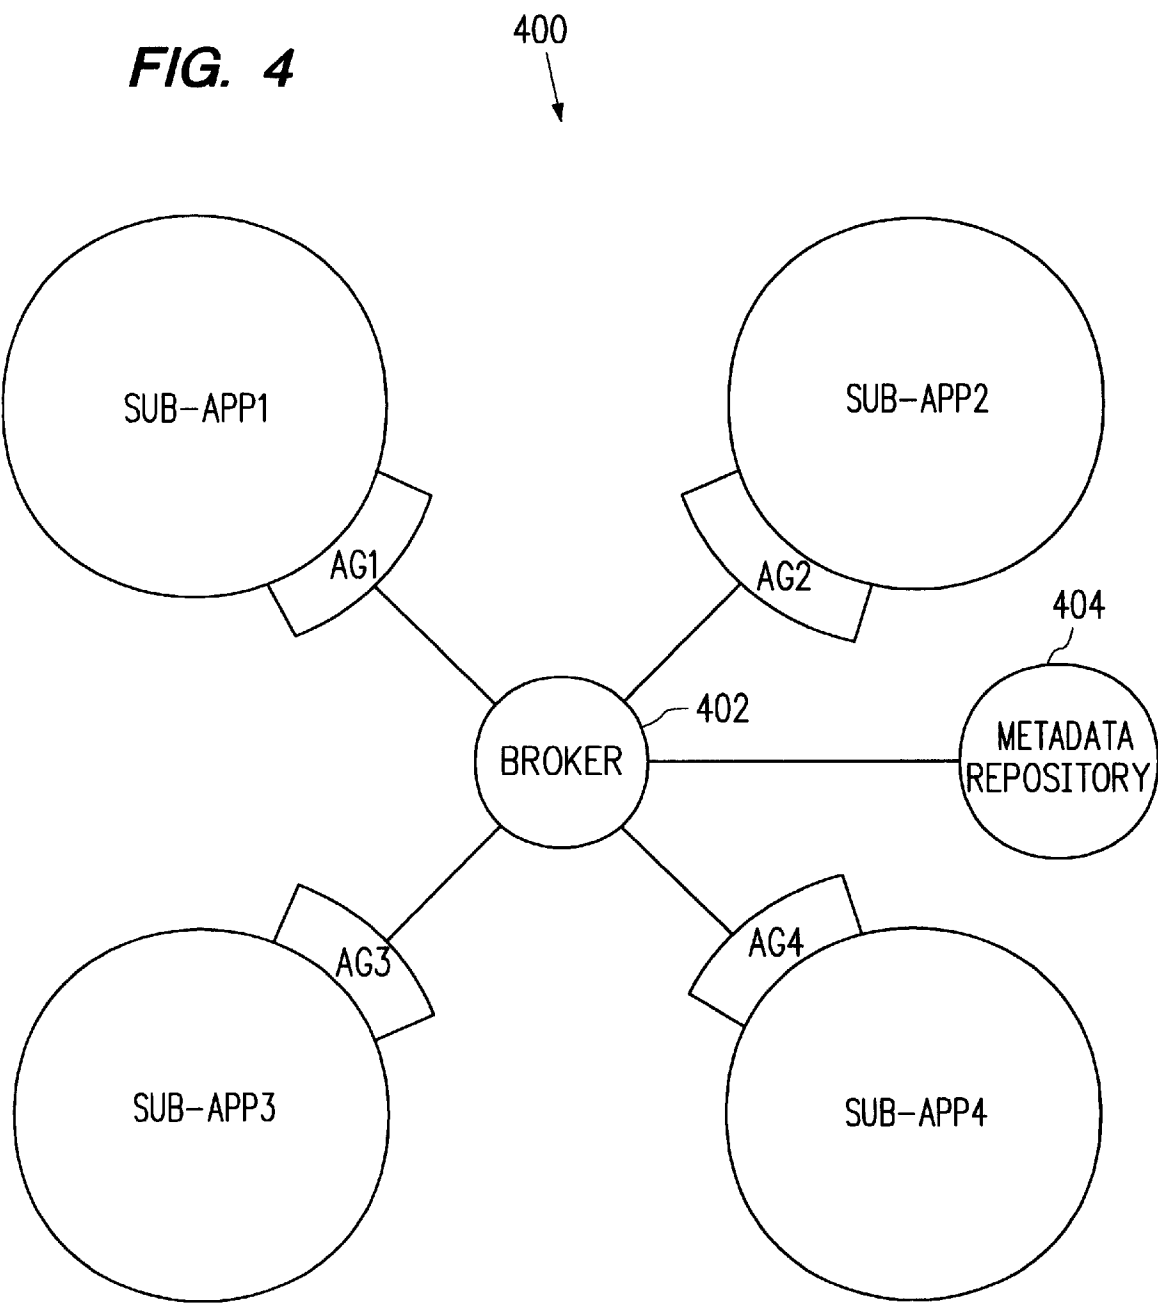 FIG. 4
400
SUB-APP1
SUB-APP2
AG1
AG2
404
402
BROKER
METADATA
REPOSITORY
AG3
AG4
SUB-APP3
SUB-APP4